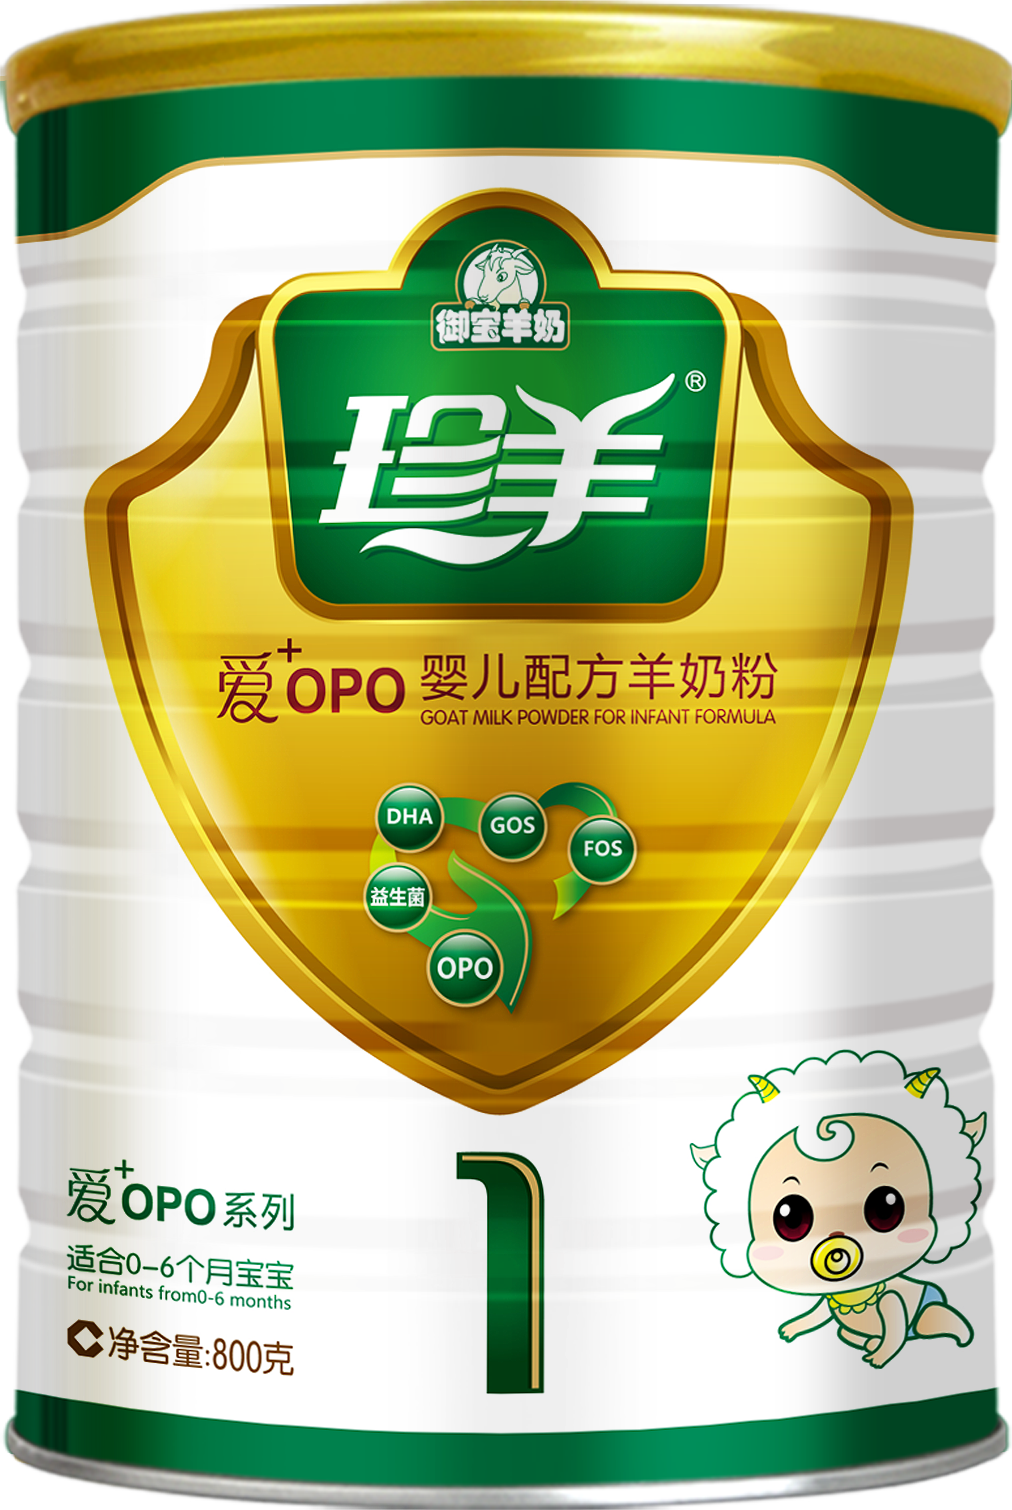 御宝羊奶
珍羊®
爱+OPO 婴儿配方羊奶粉
GOAT MILK POWDER FOR INFANT FORMULA
DHA
GOS
FOS
益生菌
OPO
1
爱+OPO系列
适合0-6个月宝宝
For infants from0-6 months
净含量:800克